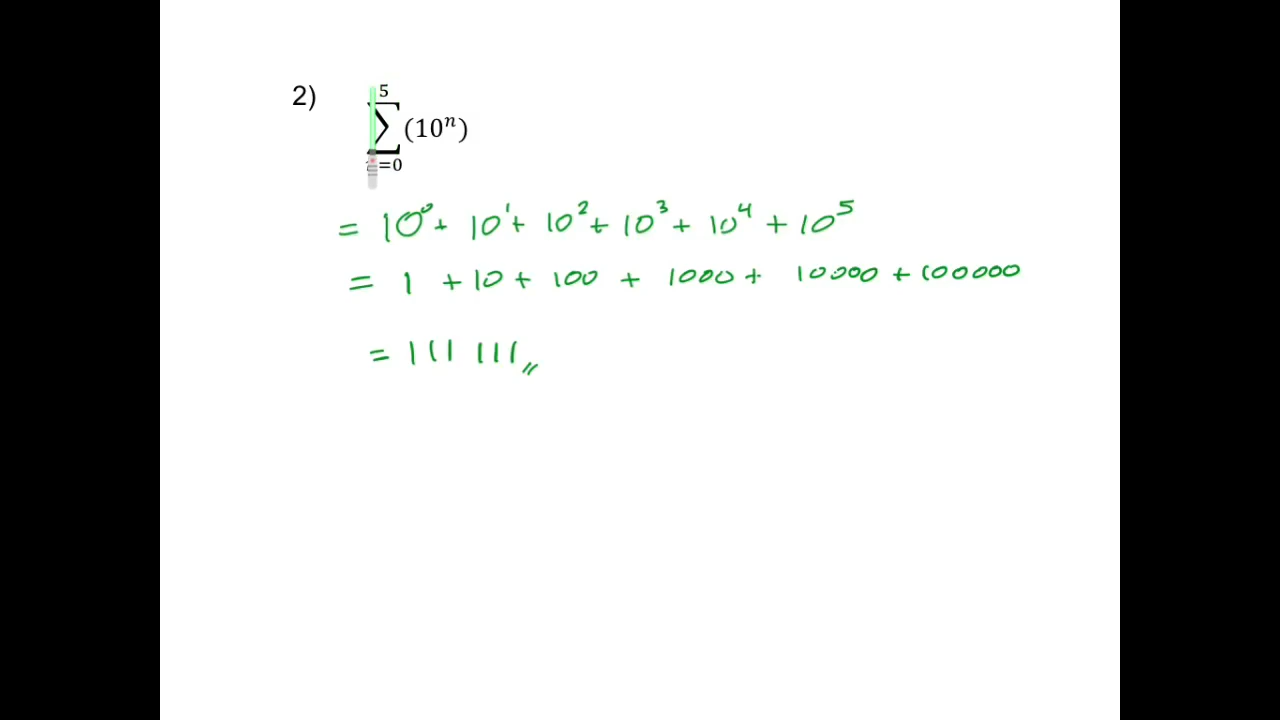 2)
5
∑ (10ⁿ)
=0
= 10⁰ + 10¹ + 10² + 10³ + 10⁴ + 10⁵
= 1 + 10 + 100 + 1000 + 10000 + 100000
= 111 111